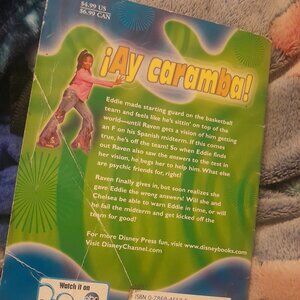 $4.99 US
$6.99 CAN
¡Ay caramba!
Eddie made starting guard on the basketball
team and feels like he's sittin' on top of the
world—until Raven gets a vision of him getting
an F on his Spanish midterm. If this comes
true, he's off the team! So when Eddie finds
out Raven also saw the answers to the test in
her vision, he begs her to help him. What else
are psychic friends for, right?
Raven finally gives in, but soon realizes she
gave Eddie the wrong answers! Will she and
Chelsea be able to warn Eddie in time, or will
he fail the midterm and get kicked off the
team for good?
For more Disney Press fun, visit www.disneybooks.com
Visit DisneyChannel.com
Watch it on
abc
ISBN 0-7868-